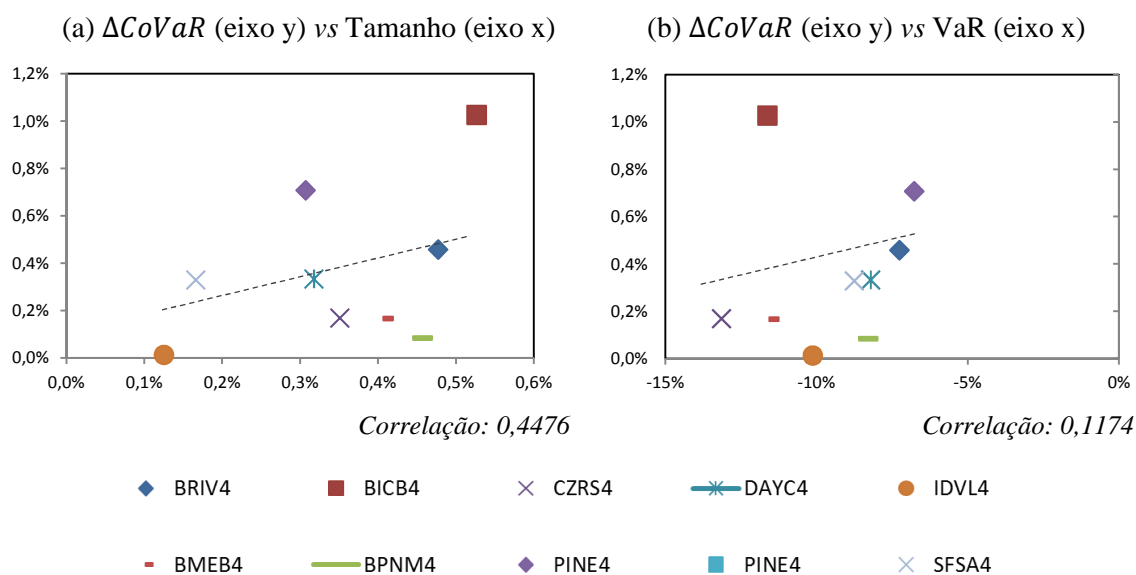 (a) ΔCoVaR (eixo y) vs Tamanho (eixo x)
(b) ΔCoVaR (eixo y) vs VaR (eixo x)
1,2%
1,0%
0,8%
0,6%
0,4%
0,2%
0,0%
0,0% 0,1% 0,2% 0,3% 0,4% 0,5% 0,6%
Correlação: 0,4476
1,2%
1,0%
0,8%
0,6%
0,4%
0,2%
0,0%
-15% -10% -5% 0%
Correlação: 0,1174
BRIV4 BICB4 CZRS4 DAYC4 IDVL4
BMEB4 BPNM4 PINE4 PINE4 SFSA4